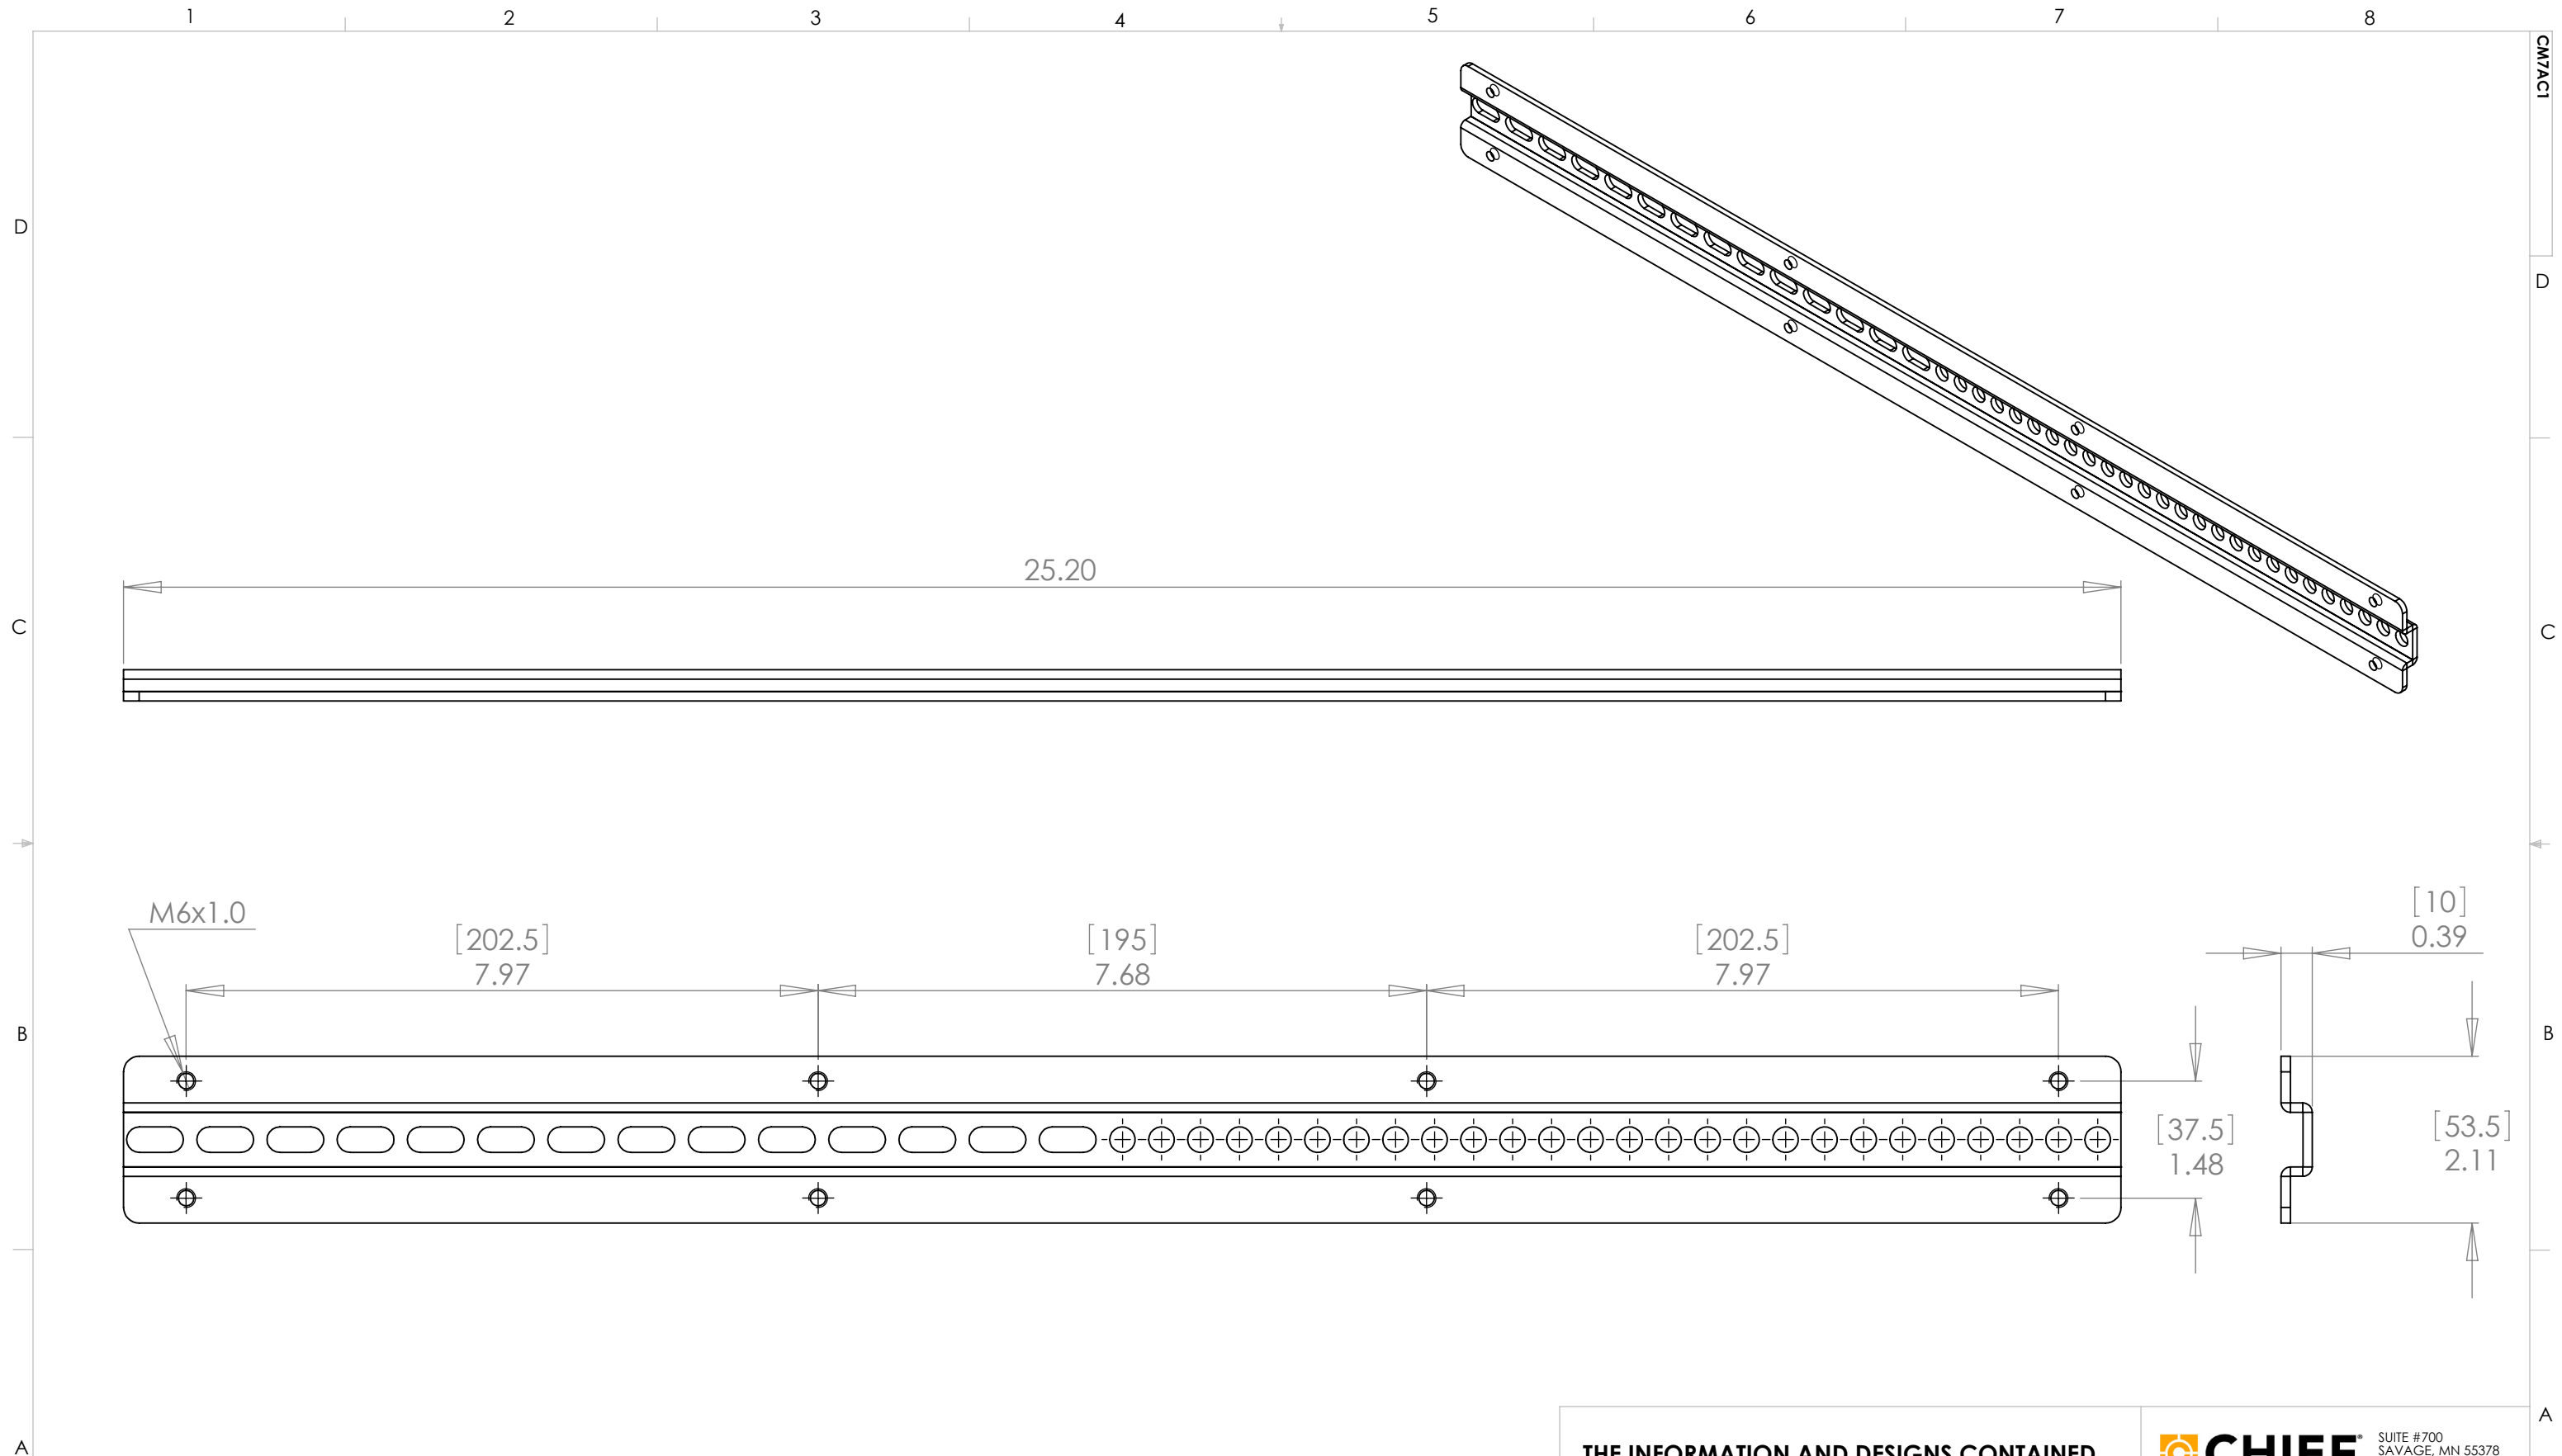 1 2 3 4 5 6 7 8
CM7AC1
D
D
25.20
C
C
M6x1.0
[202.5]
7.97
[195]
7.68
[202.5]
7.97
[10]
0.39
B
B
[37.5]
1.48
[53.5]
2.11
A
A
THE INFORMATION AND DESIGNS CONTAINED
CHIEF®
SUITE #700
SAVAGE, MN 55378